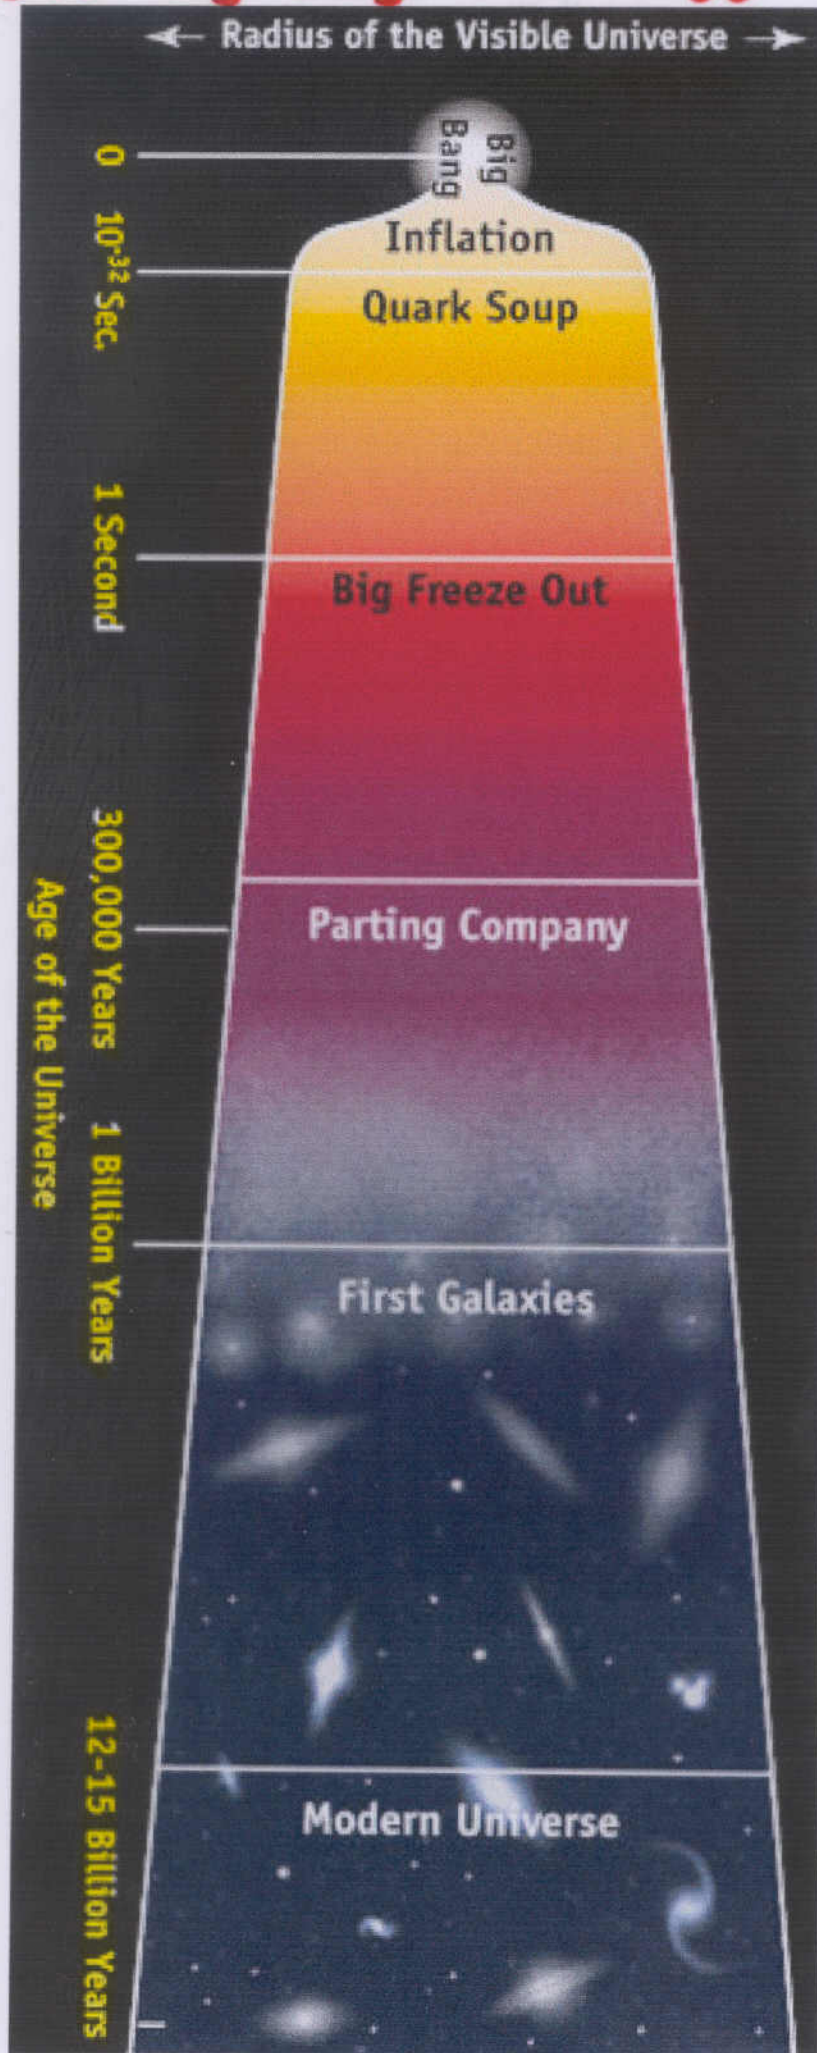 ← Radius of the Visible Universe →
Big
Bang
0
Inflation
10-32 Sec.
Quark Soup
1 Second
Big Freeze Out
300,000 Years
Parting Company
Age of the Universe
1 Billion Years
First Galaxies
12-15 Billion Years
Modern Universe